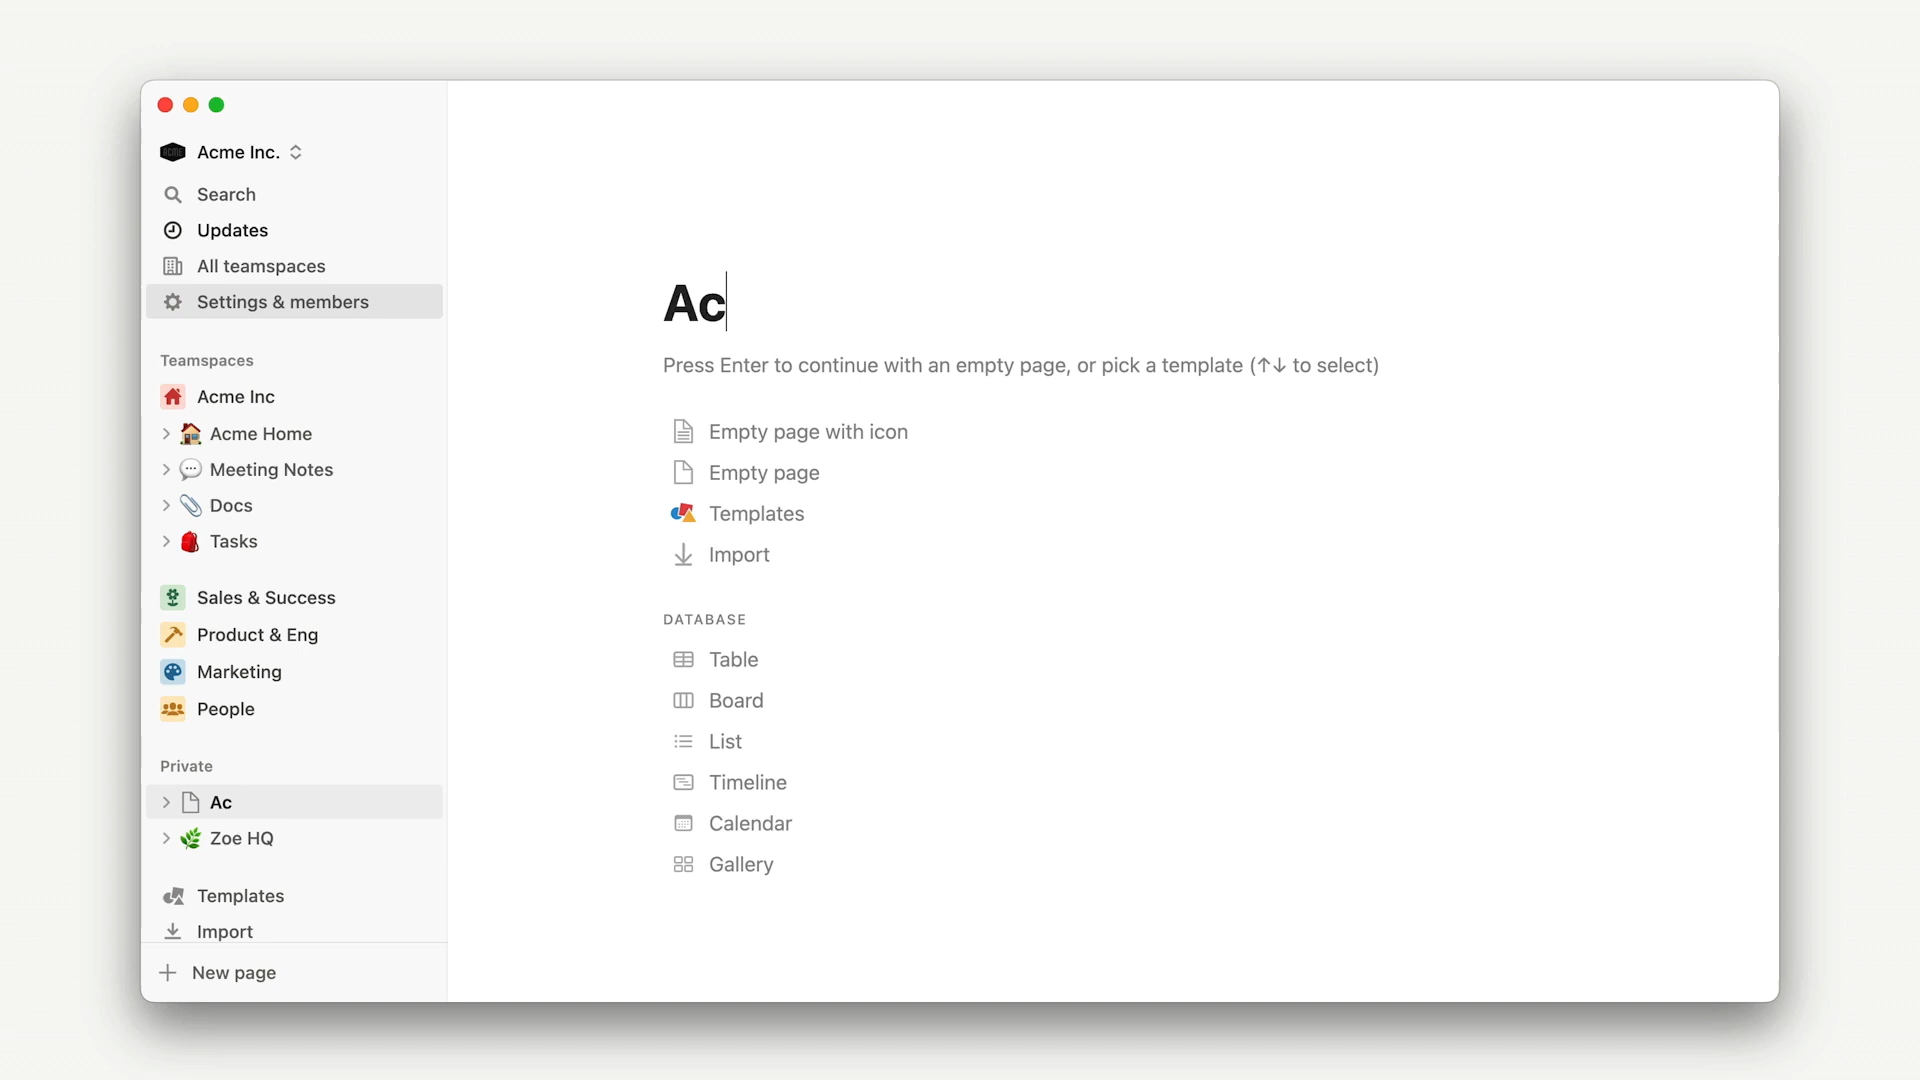 Acme Inc.
Search
Updates
All teamspaces
Settings & members
Teamspaces
Acme Inc
Acme Home
Meeting Notes
Docs
Tasks
Sales & Success
Product & Eng
Marketing
People
Private
Ac
Zoe HQ
Templates
Import
New page
Ac
Press Enter to continue with an empty page, or pick a template (↑↓ to select)
Empty page with icon
Empty page
Templates
Import
DATABASE
Table
Board
List
Timeline
Calendar
Gallery